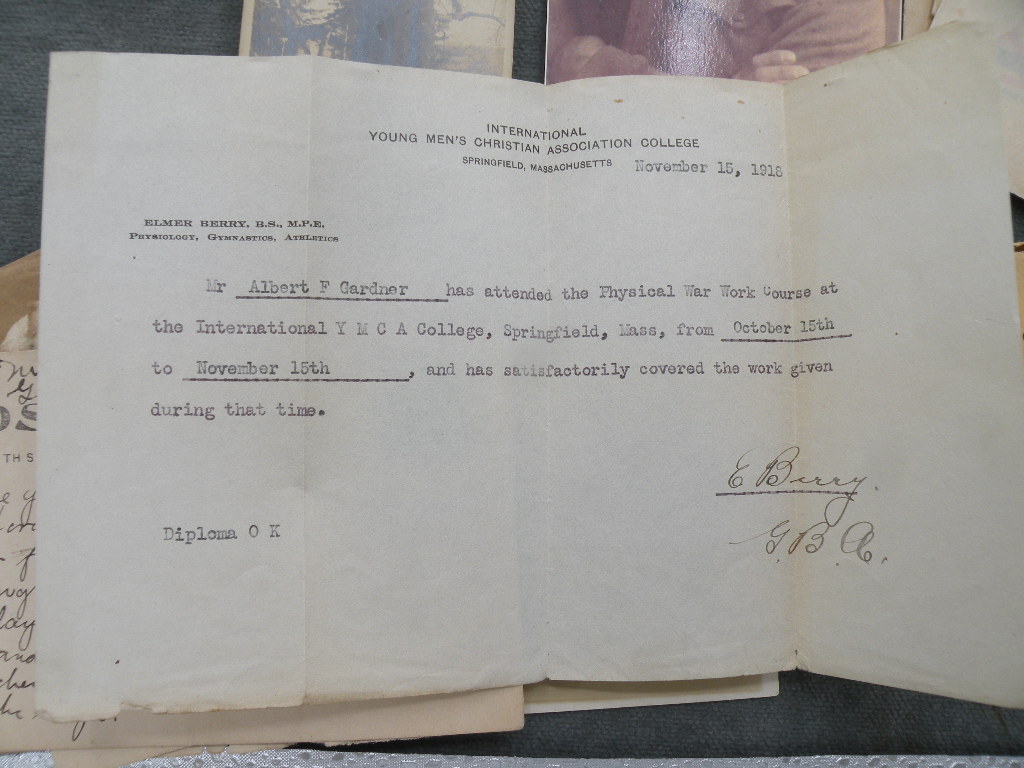 INTERNATIONAL
YOUNG MEN'S CHRISTIAN ASSOCIATION COLLEGE
SPRINGFIELD, MASSACHUSETTS
November 15, 1918
ELMER BERRY, B.S., M.P.E.
PHYSIOLOGY, GYMNASTICS, ATHLETICS
Mr Albert F Gardner has attended the Physical War Work Course at
the International Y M C A College, Springfield, Mass, from October 15th
to November 15th, and has satisfactorily covered the work given
during that time.
E Berry.
G.B.A.
Diploma O K
TH S